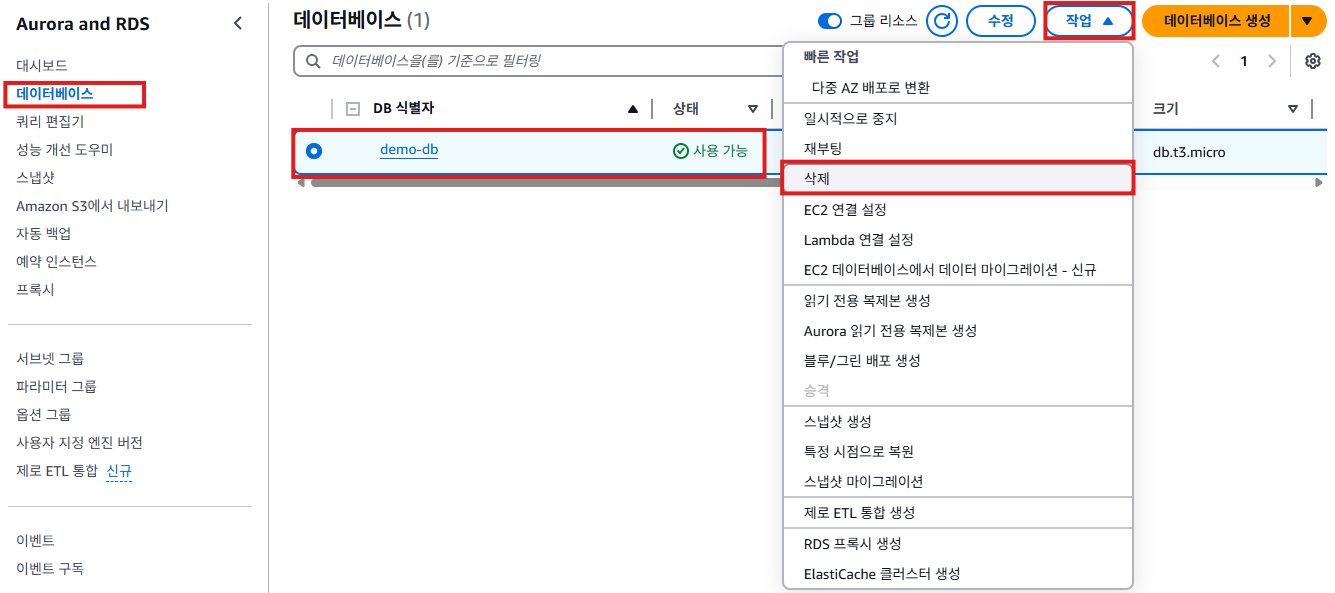 Aurora and RDS
대시보드
데이터베이스
쿼리 편집기
성능 개선 도우미
스냅샷
Amazon S3에서 내보내기
자동 백업
예약 인스턴스
프록시
서브넷 그룹
파라미터 그룹
옵션 그룹
사용자 지정 엔진 버전
제로 ETL 통합 신규
이벤트
이벤트 구독
데이터베이스 (1)
그룹 리소스
수정
작업
데이터베이스 생성
데이터베이스을(를) 기준으로 필터링
1
DB 식별자
상태
크기
demo-db
사용 가능
db.t3.micro
빠른 작업
다중 AZ 배포로 변환
일시적으로 중지
재부팅
삭제
EC2 연결 설정
Lambda 연결 설정
EC2 데이터베이스에서 데이터 마이그레이션 - 신규
읽기 전용 복제본 생성
Aurora 읽기 전용 복제본 생성
블루/그린 배포 생성
승격
스냅샷 생성
특정 시점으로 복원
스냅샷 마이그레이션
제로 ETL 통합 생성
RDS 프록시 생성
ElastiCache 클러스터 생성